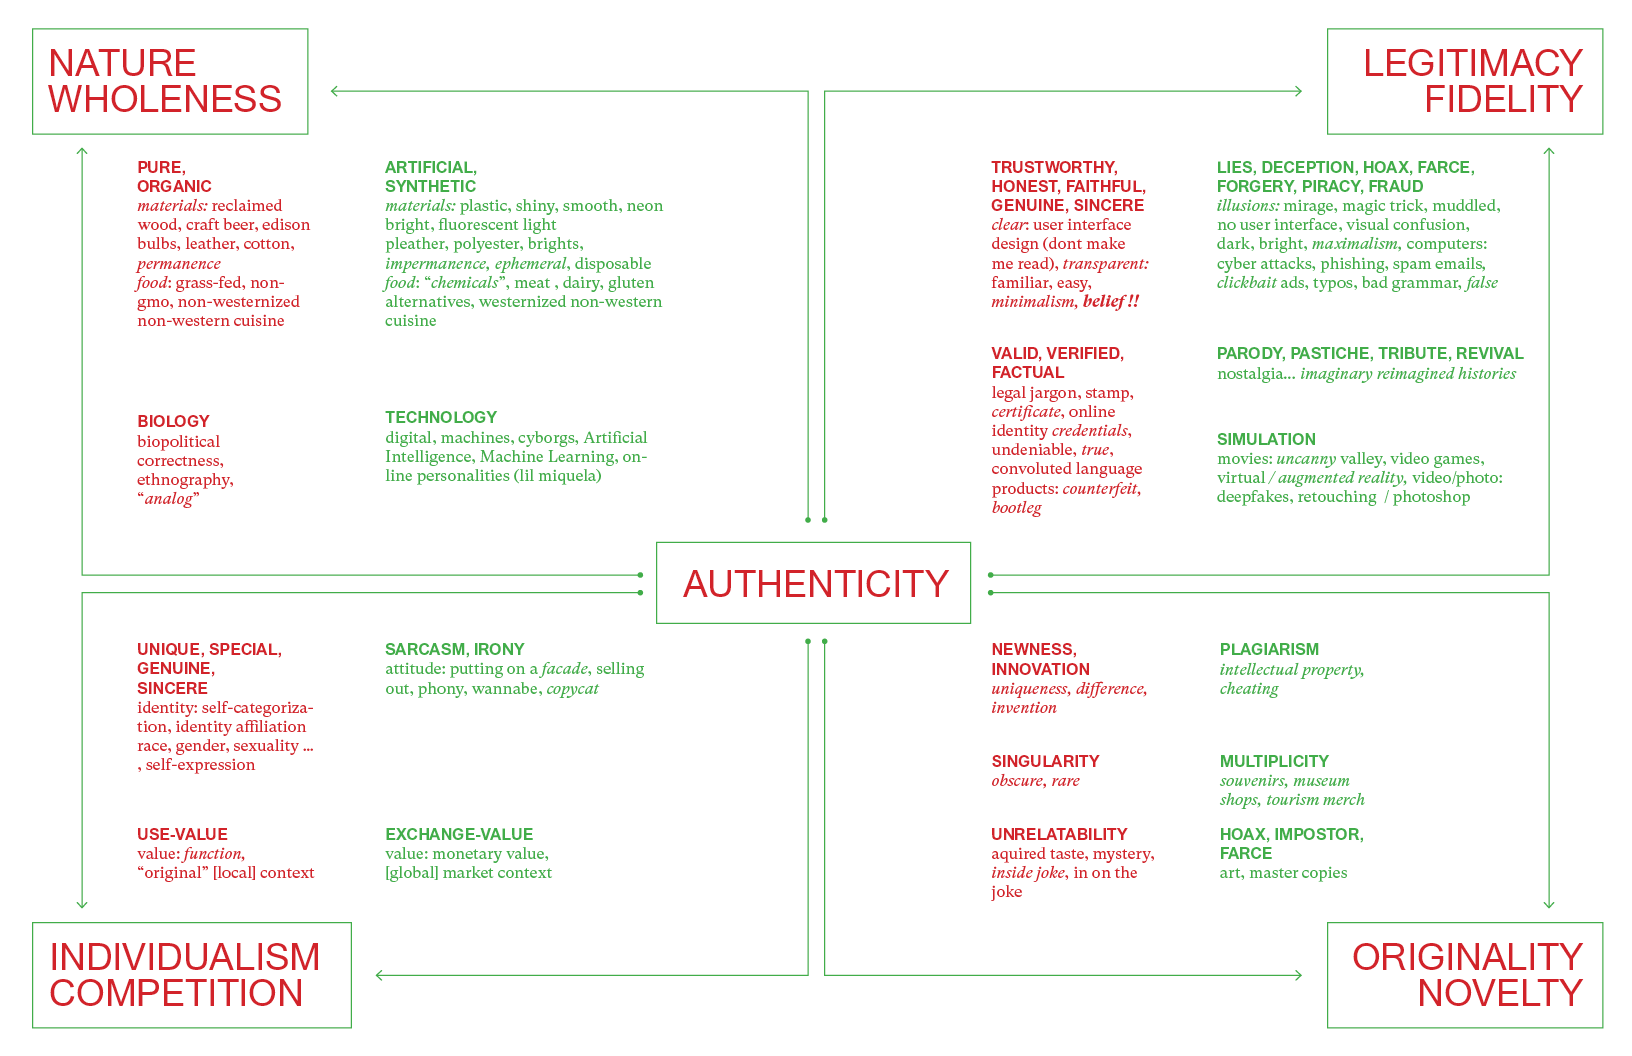 NATURE
WHOLENESS
PURE,
ORGANIC
materials: reclaimed
wood, craft beer, edison
bulbs, leather, cotton,
permanence
food: grass-fed, non-
gmo, non-westernized
non-western cuisine
BIOLOGY
biopolitical
correctness,
ethnography,
“analog”
ARTIFICIAL,
SYNTHETIC
materials: plastic, shiny, smooth, neon
bright, fluorescent light
pleather, polyester, brights,
impermanence, ephemeral, disposable
food: “chemicals”, meat , dairy, gluten
alternatives, westernized non-western
cuisine
TECHNOLOGY
digital, machines, cyborgs, Artificial
Intelligence, Machine Learning, on-
line personalities (lil miquela)
LEGITIMACY
FIDELITY
TRUSTWORTHY,
HONEST, FAITHFUL,
GENUINE, SINCERE
clear: user interface
design (dont make
me read), transparent:
familiar, easy,
minimalism, belief !!
VALID, VERIFIED,
FACTUAL
legal jargon, stamp,
certificate, online
identity credentials,
undeniable, true,
convoluted language
products: counterfeit,
bootleg
LIES, DECEPTION, HOAX, FARCE,
FORGERY, PIRACY, FRAUD
illusions: mirage, magic trick, muddled,
no user interface, visual confusion,
dark, bright, maximalism, computers:
cyber attacks, phishing, spam emails,
clickbait ads, typos, bad grammar, false
PARODY, PASTICHE, TRIBUTE, REVIVAL
nostalgia... imaginary reimagined histories
SIMULATION
movies: uncanny valley, video games,
virtual / augmented reality, video/photo:
deepfakes, retouching / photoshop
AUTHENTICITY
UNIQUE, SPECIAL,
GENUINE,
SINCERE
identity: self-categoriza-
tion, identity affiliation
race, gender, sexuality ...
, self-expression
USE-VALUE
value: function,
“original” [local] context
SARCASM, IRONY
attitude: putting on a facade, selling
out, phony, wannabe, copycat
EXCHANGE-VALUE
value: monetary value,
[global] market context
INDIVIDUALISM
COMPETITION
NEWNESS,
INNOVATION
uniqueness, difference,
invention
SINGULARITY
obscure, rare
UNRELATABILITY
aquired taste, mystery,
inside joke, in on the
joke
PLAGIARISM
intellectual property,
cheating
MULTIPLICITY
souvenirs, museum
shops, tourism merch
HOAX, IMPOSTOR,
FARCE
art, master copies
ORIGINALITY
NOVELTY